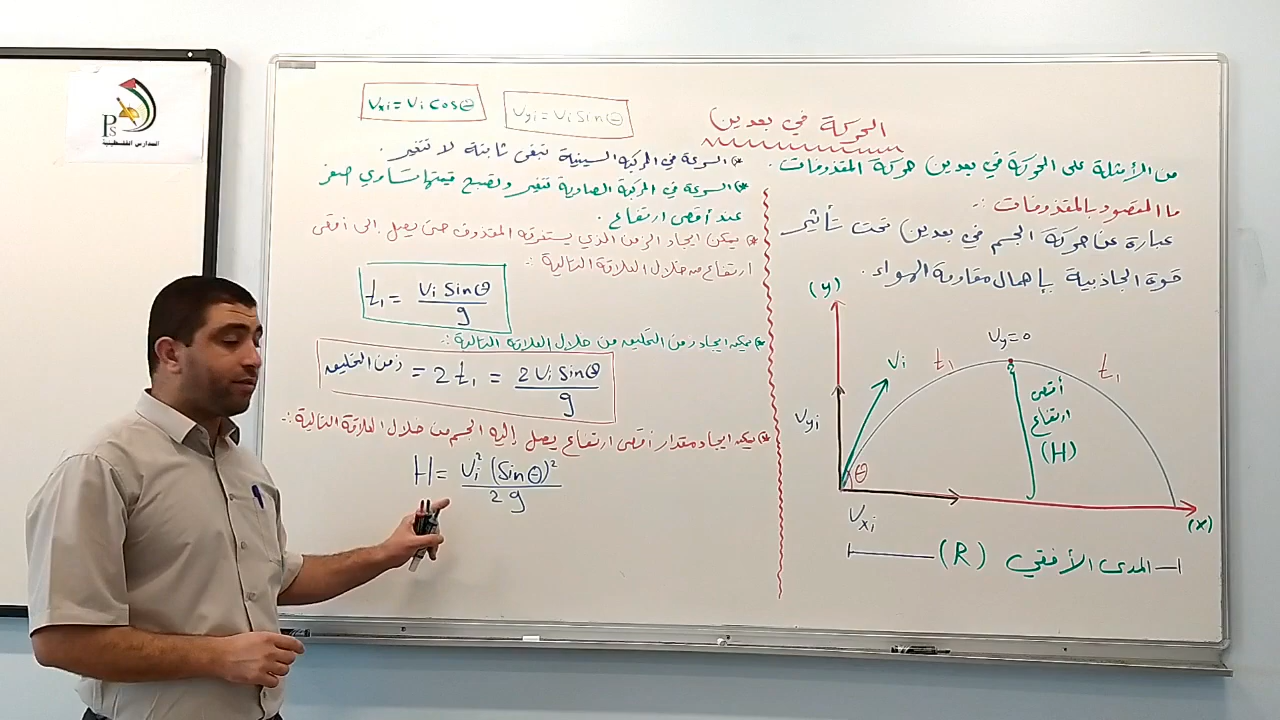 الحركة في بعدين
من الأمثلة على الحركة في بعدين حركة المقذوفات.
ما المقصود بالمقذوفات :-
عبارة عن حركة الجسم في بعدين تحت تأثير
قوة الجاذبية بإهمال مقاومة الهواء.
(y)
Vy=0
Vi
t1
t1
أقصى
ارتفاع
(H)
Vyi
θ
Vxi
(x)
المدى الأفقي (R)
Vxi = Vi Cosθ
Vyi = Vi Sinθ
* السرعة في المركبة السينية تبقى ثابتة لا تتغير.
* السرعة في المركبة الصادية تتغير وتصبح قيمتها تساوي صفر
عند أقصى ارتفاع.
* يمكن ايجاد الزمن الذي يستغرقه المقذوف حتى يصل إلى أقصى
ارتفاع من خلال العلاقة التالية :-
t1 = Vi Sinθ / g
* يمكن ايجاد زمن التحليق من خلال العلاقة التالية :-
زمن التحليق = 2 t1 = 2 Vi Sinθ / g
* يمكن ايجاد مقدار أقصى ارتفاع يصل إليه الجسم من خلال العلاقة التالية :-
H = Vi² (Sinθ)² / 2 g
Ps
المدارس الفلسطينية